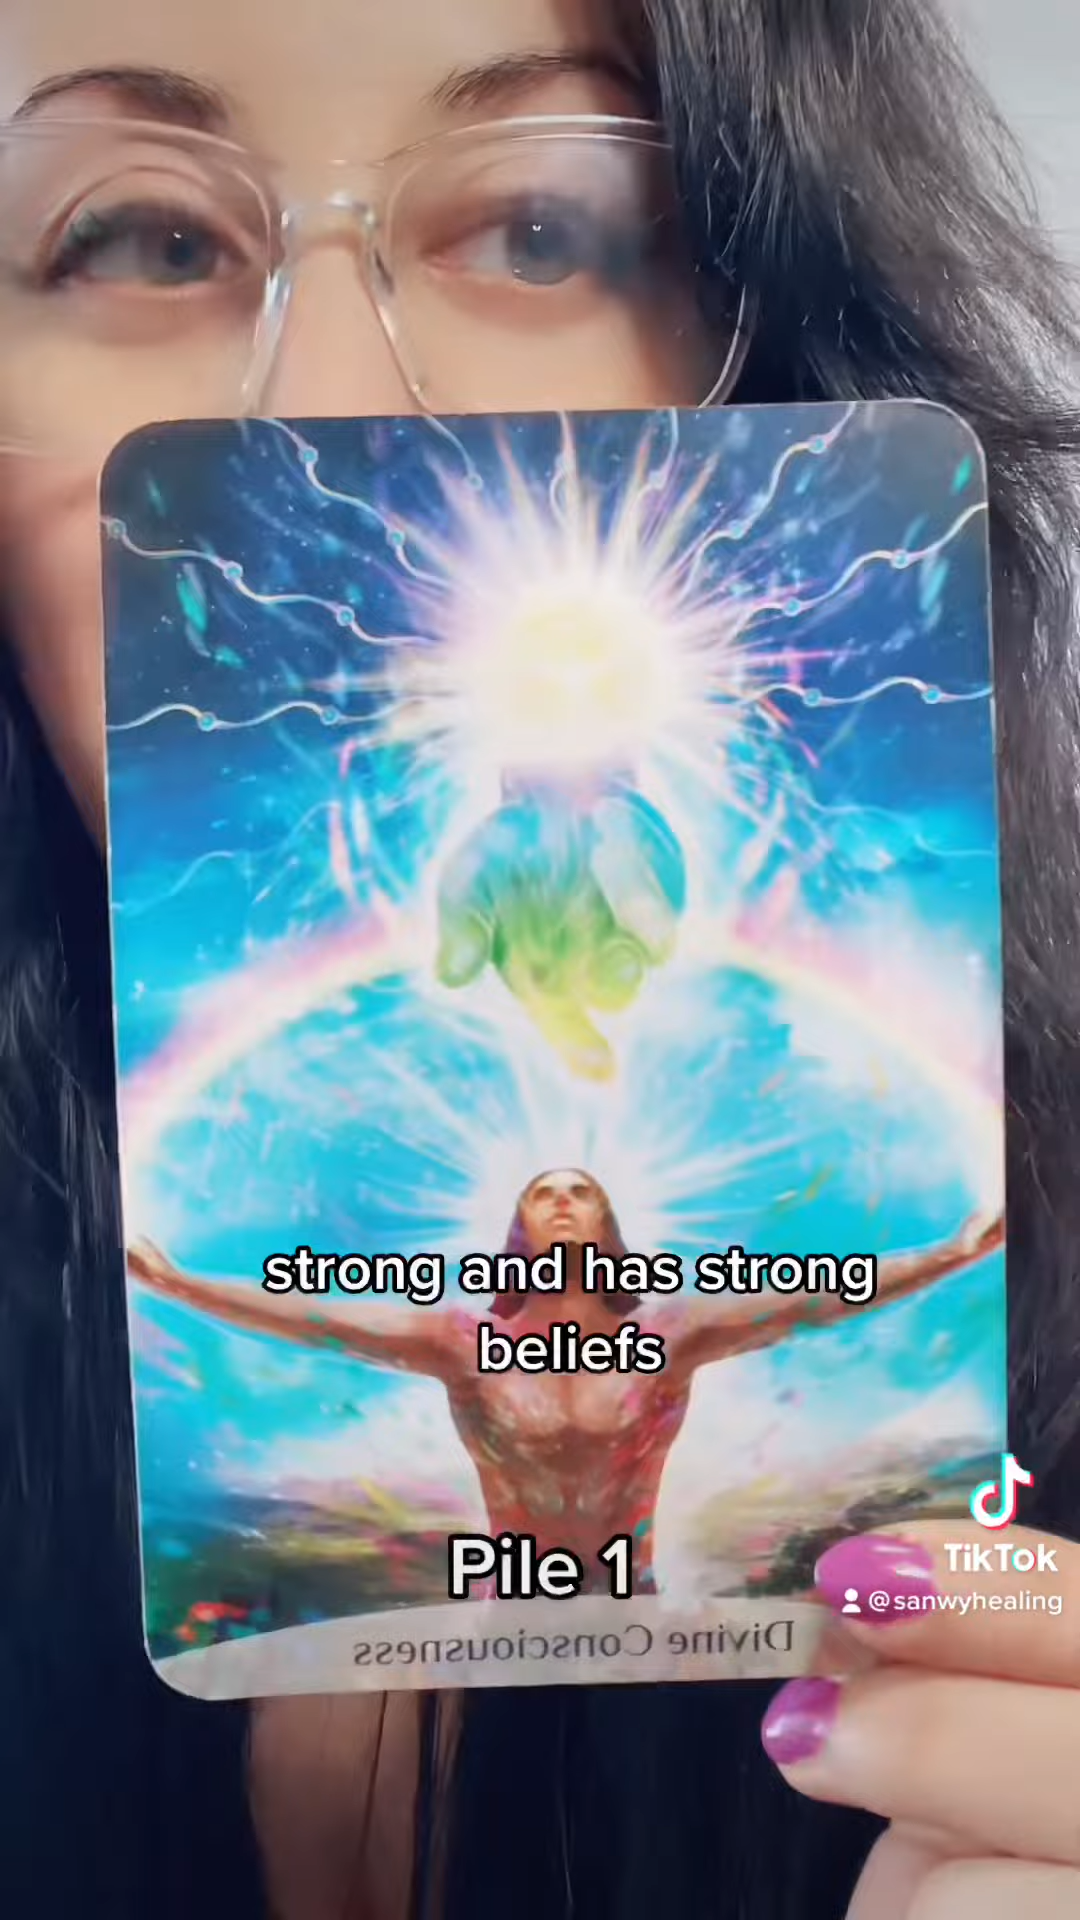 strong and has strong
beliefs
Pile 1
TikTok
@sanwyhealing
Divine Consciousness